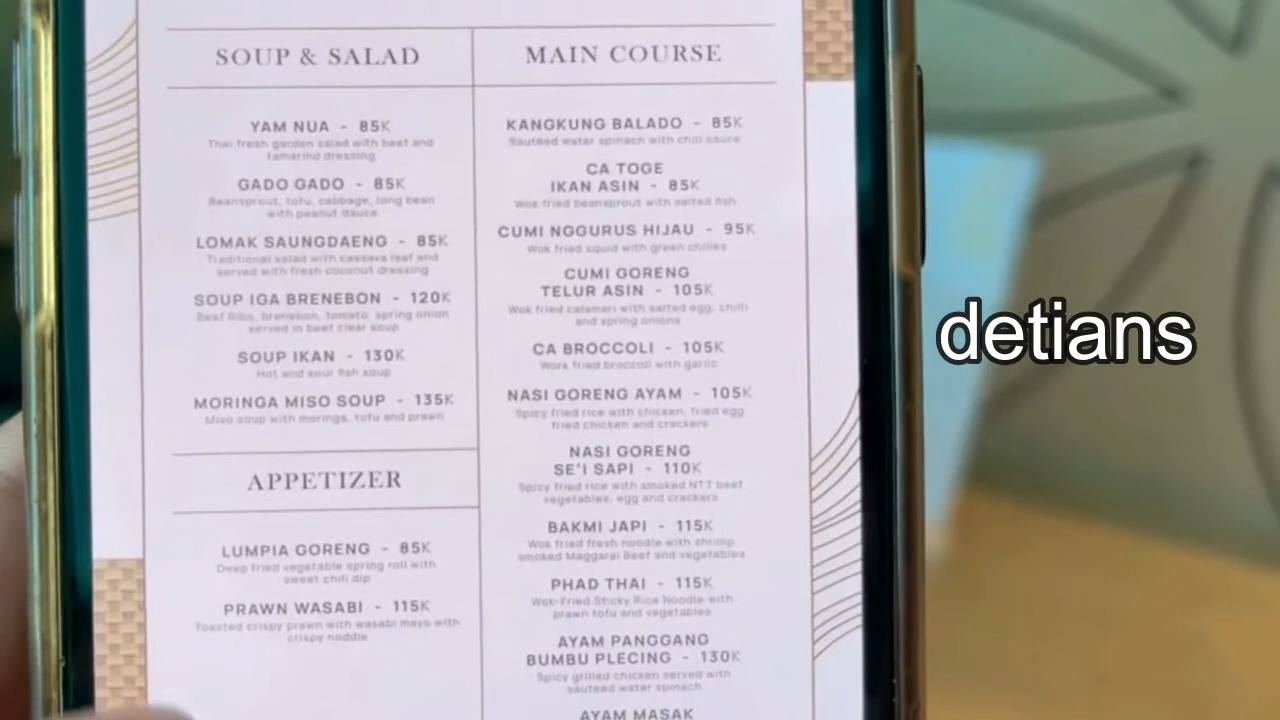 SOUP & SALAD
YAM NUA - 85K
Thai fresh garden salad with beef and
tamarind dressing
GADO GADO - 85K
Beansprout, tofu, cabbage, long bean
with peanut dauce
LOMAK SAUNGDAENG - 85K
Traditional salad with cassava leaf and
served with fresh coconut dressing
SOUP IGA BRENEBON - 120K
Beef Ribs, brenebon, tomato, spring onion
served in beef clear soup
SOUP IKAN - 130K
Hot and sour fish soup
MORINGA MISO SOUP - 135K
Miso soup with moringa, tofu and prawn
APPETIZER
LUMPIA GORENG - 85K
Deep fried vegetable spring roll with
sweet chili dip
PRAWN WASABI - 115K
Toasted crispy prawn with wasabi mayo with
crispy noddle
MAIN COURSE
KANGKUNG BALADO - 85K
Sauteed water spinach with chili sauce
CA TOGE
IKAN ASIN - 85K
Wok fried beansprout with salted fish
CUMI NGGURUS HIJAU - 95K
Wok fried squid with green chilies
CUMI GORENG
TELUR ASIN - 105K
Wok fried calamari with salted egg, chili
and spring onions
CA BROCCOLI - 105K
Work fried broccoli with garlic
NASI GORENG AYAM - 105K
Spicy fried rice with chicken, fried egg
fried chicken and crackers
NASI GORENG
SE'I SAPI - 110K
Spicy fried rice with smoked NTT beef
vegetables, egg and crackers
BAKMI JAPI - 115K
Wok fried fresh noodle with shrimp
smoked Maggarai Beef and vegetables
PHAD THAI - 115K
Wok-Fried Sticky Rice Noodle with
prawn tofu and vegetables
AYAM PANGGANG
BUMBU PLECING - 130K
Spicy grilled chicken served with
sauteed water spinach
AYAM MASAK
detians